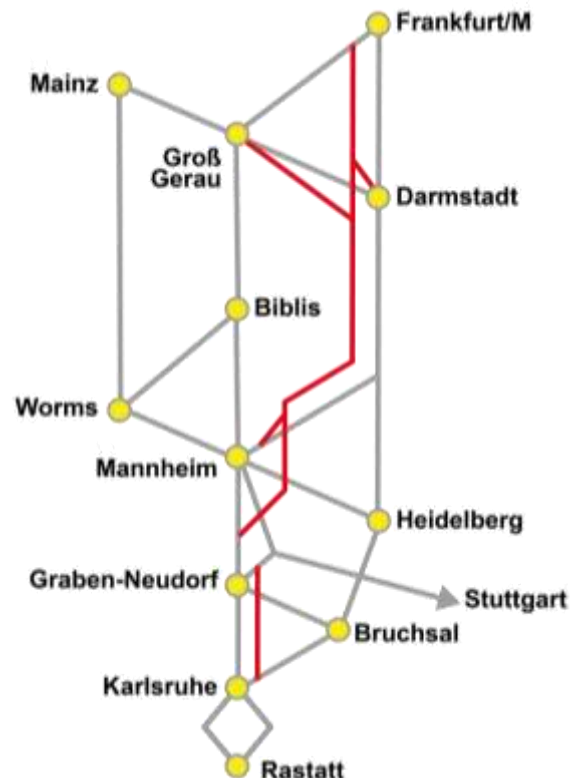 Frankfurt/M
Mainz
Groß
Gerau
Darmstadt
Biblis
Worms
Mannheim
Heidelberg
Graben-Neudorf
Stuttgart
Bruchsal
Karlsruhe
Rastatt